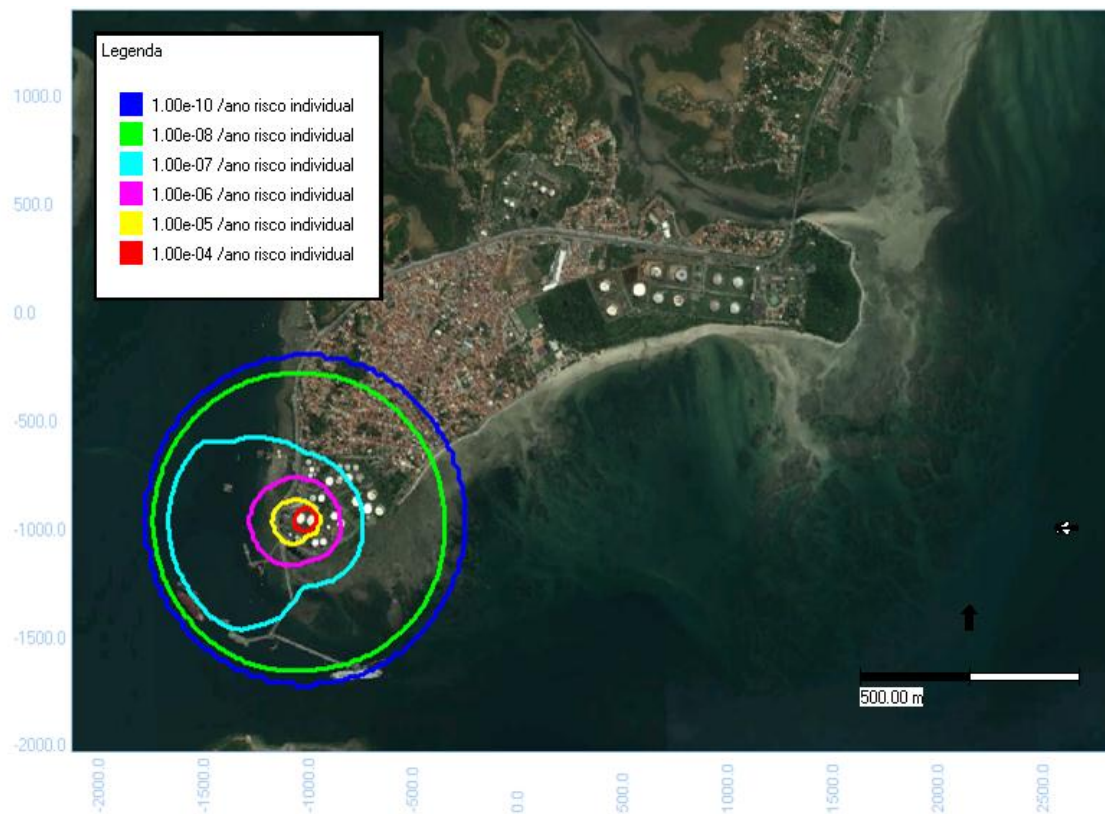 Legenda
1.00e-10 /ano risco individual
1.00e-08 /ano risco individual
1.00e-07 /ano risco individual
1.00e-06 /ano risco individual
1.00e-05 /ano risco individual
1.00e-04 /ano risco individual
1000.0
500.0
0.0
-500.0
-1000.0
-1500.0
-2000.0
500.00 m
-2000.0
-1500.0
-1000.0
-500.0
0.0
500.0
1000.0
1500.0
2000.0
2500.0